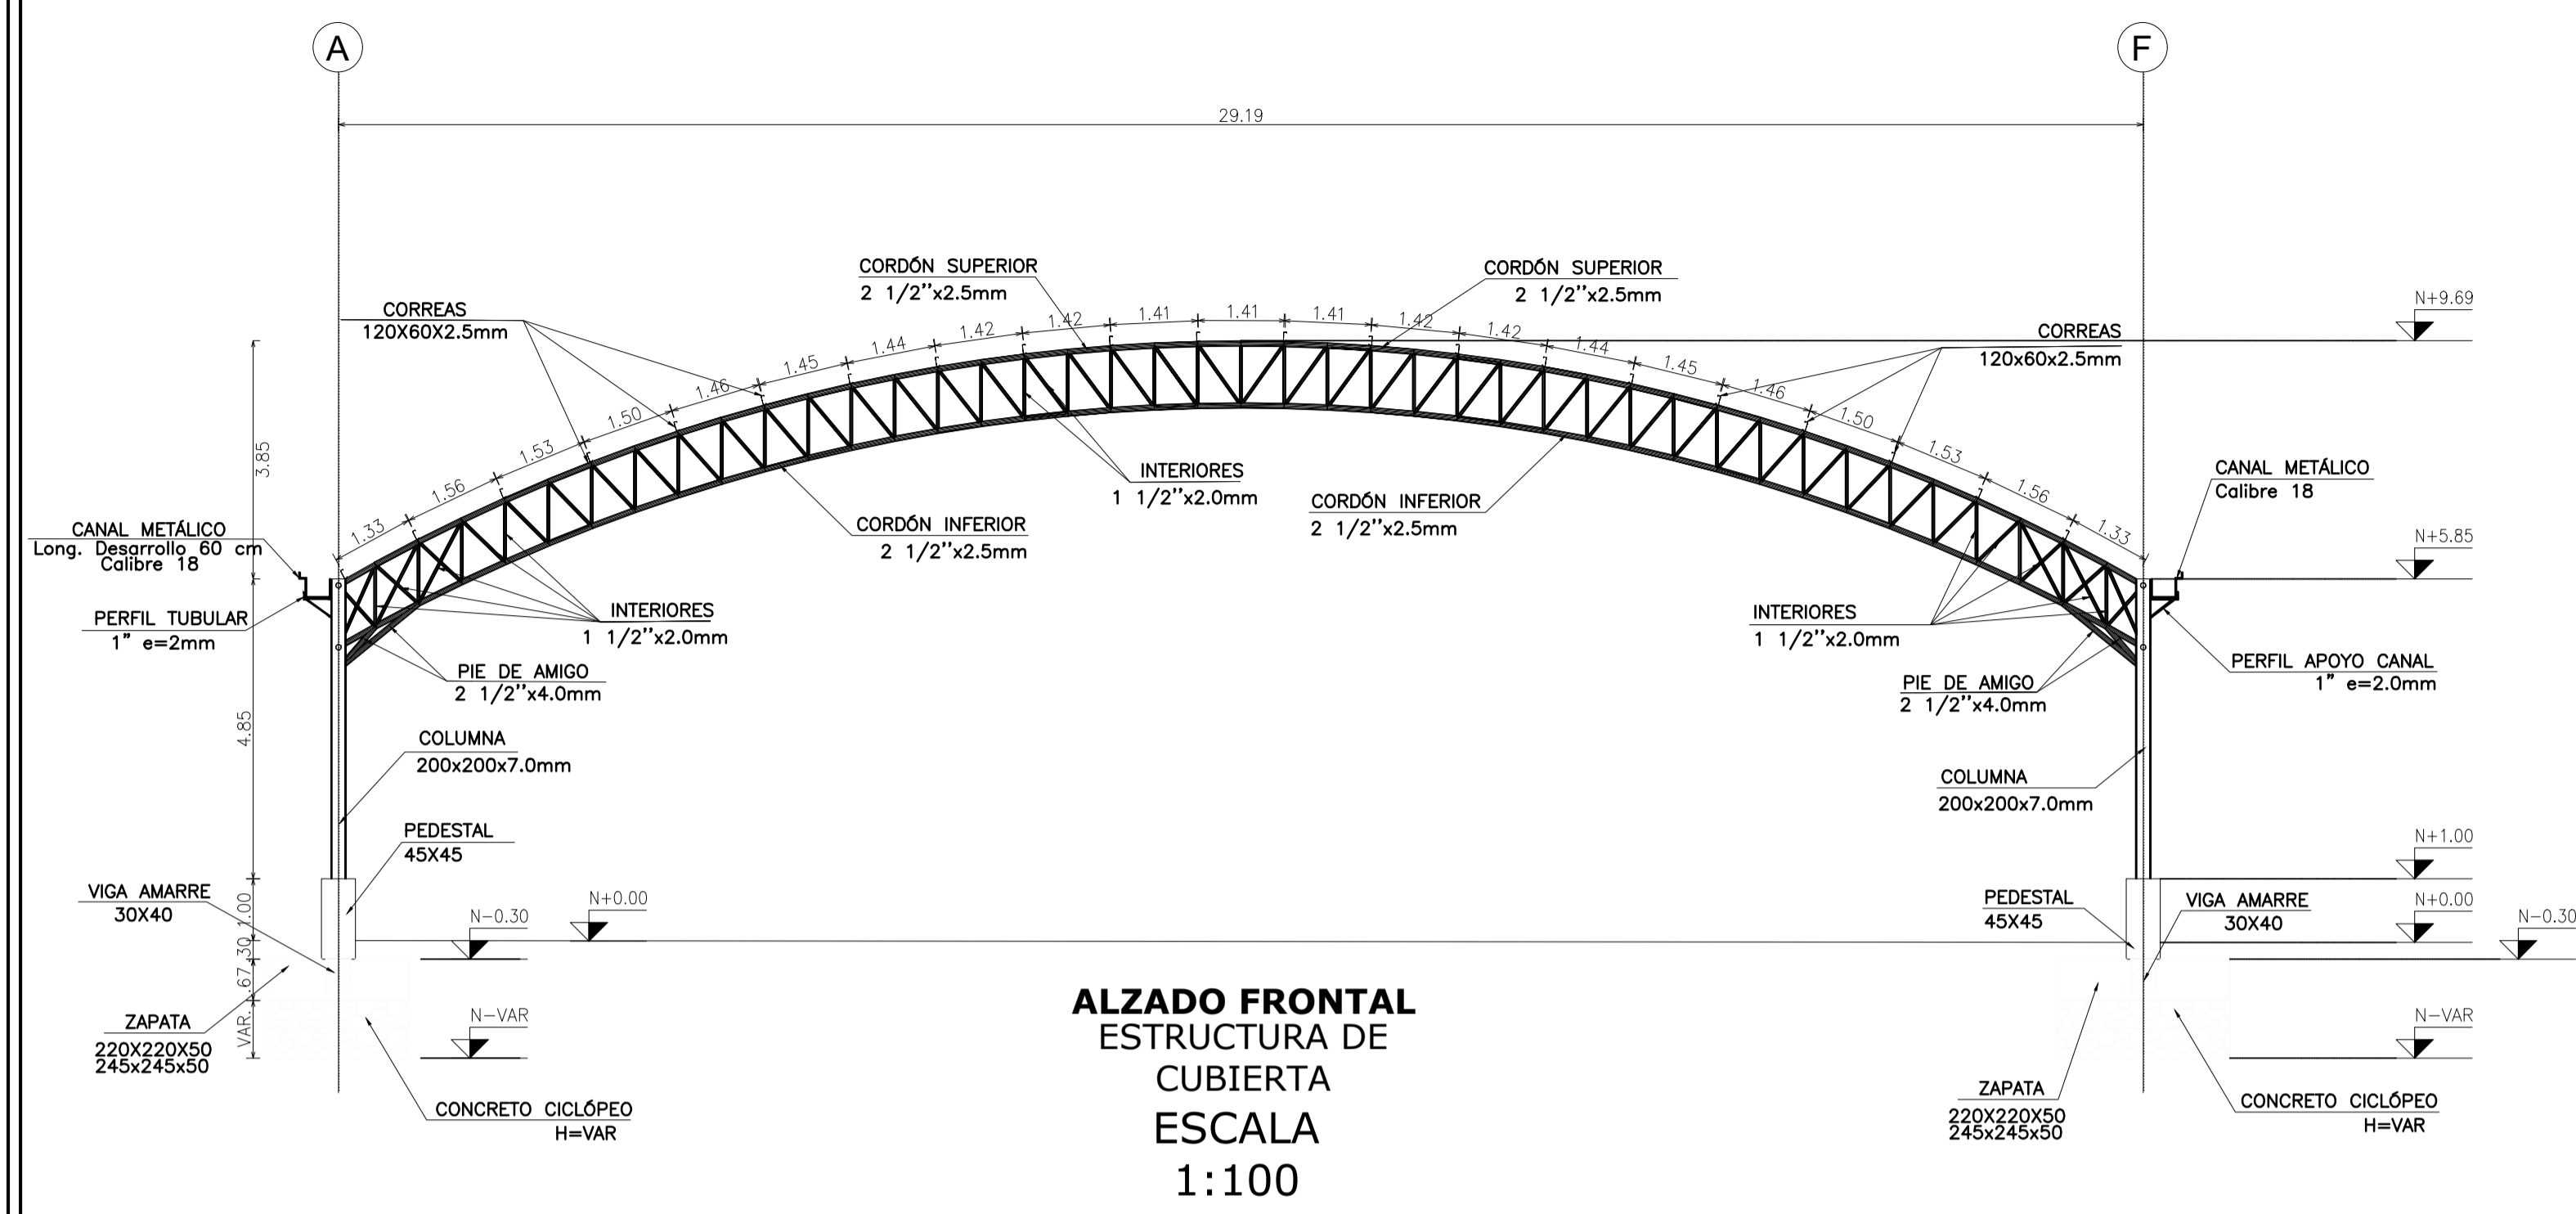 A
F
29.19
CORDÓN SUPERIOR
2 1/2"x2.5mm
CORDÓN SUPERIOR
2 1/2"x2.5mm
N+9.69
CORREAS
120X60X2.5mm
CORREAS
120x60x2.5mm
1.33
1.56
1.53
1.50
1.46
1.45
1.44
1.42
1.42
1.41
1.41
1.41
1.42
1.42
1.44
1.45
1.46
1.50
1.53
1.56
1.33
3.85
INTERIORES
1 1/2"x2.0mm
CORDÓN INFERIOR
2 1/2"x2.5mm
CORDÓN INFERIOR
2 1/2"x2.5mm
CANAL METÁLICO
Calibre 18
CANAL METÁLICO
Long. Desarrollo 60 cm
Calibre 18
N+5.85
PERFIL TUBULAR
1" e=2mm
INTERIORES
1 1/2"x2.0mm
INTERIORES
1 1/2"x2.0mm
PIE DE AMIGO
2 1/2"x4.0mm
PIE DE AMIGO
2 1/2"x4.0mm
PERFIL APOYO CANAL
1" e=2.0mm
4.85
COLUMNA
200x200x7.0mm
COLUMNA
200x200x7.0mm
PEDESTAL
45X45
N+1.00
VIGA AMARRE
30X40
1.00
N-0.30
N+0.00
PEDESTAL
45X45
VIGA AMARRE
30X40
N+0.00
N-0.30
.30
.67
VAR.
ZAPATA
220X220X50
245x245x50
N-VAR
N-VAR
CONCRETO CICLÓPEO
H=VAR
ZAPATA
220X220X50
245x245x50
CONCRETO CICLÓPEO
H=VAR
ALZADO FRONTAL
ESTRUCTURA DE
CUBIERTA
ESCALA
1:100